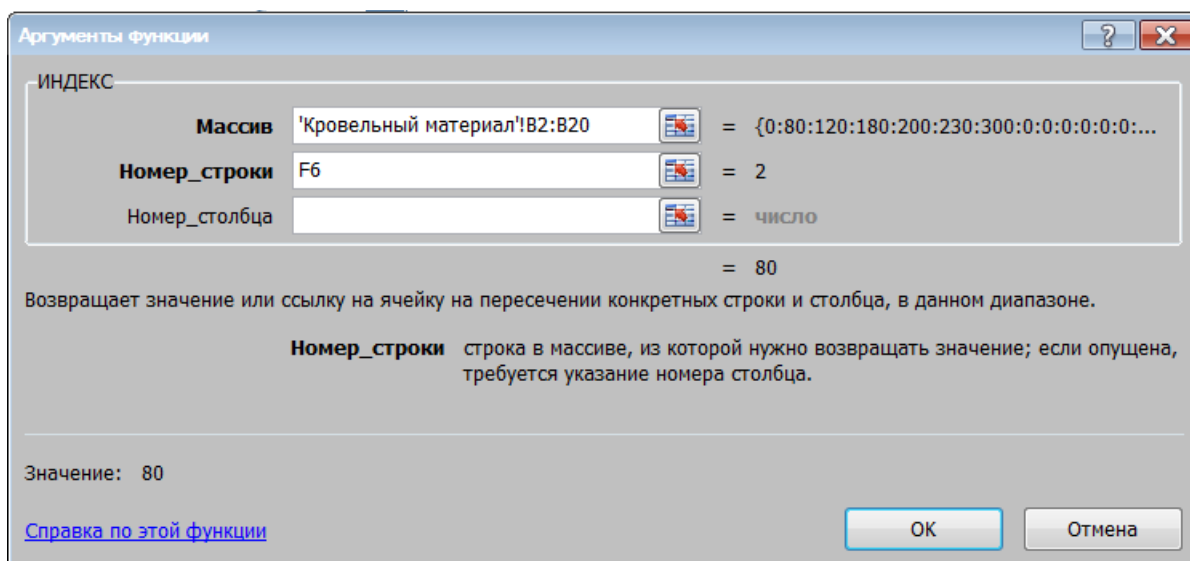 Аргументы функции
ИНДЕКС
Массив 'Кровельный материал'!B2:B20 = {0:80:120:180:200:230:300:0:0:0:0:0:0:...
Номер_строки F6 = 2
Номер_столбца = число
= 80
Возвращает значение или ссылку на ячейку на пересечении конкретных строки и столбца, в данном диапазоне.
Номер_строки строка в массиве, из которой нужно возвращать значение; если опущена,
требуется указание номера столбца.
Значение: 80
Справка по этой функции ОК Отмена